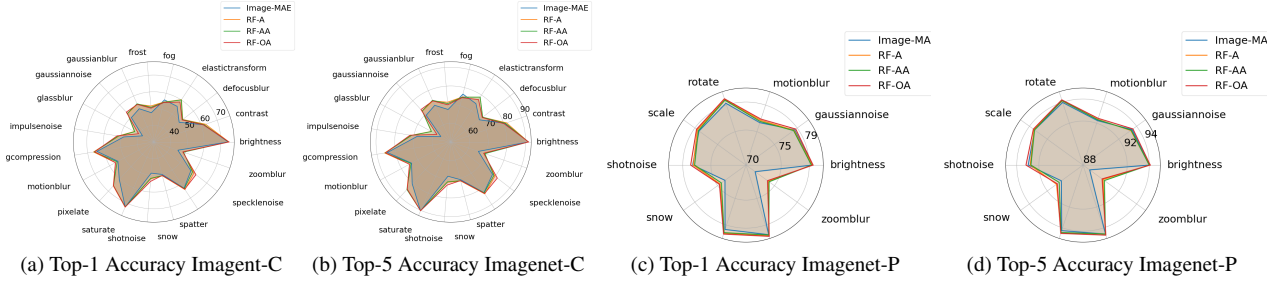 Image-MAE
RF-A
RF-AA
RF-OA
frost
fog
gaussianblur
elastictransform
gaussiannoise
defocusblur
glassblur
contrast
impulsenoise
brightness
gcompression
zoomblur
motionblur
specklenoise
pixelate
spatter
saturate
snow
shotnoise
40
50
60
70
(a) Top-1 Accuracy Imagent-C
Image-MAE
RF-A
RF-AA
RF-OA
frost
fog
gaussianblur
elastictransform
gaussiannoise
defocusblur
glassblur
contrast
impulsenoise
brightness
gcompression
zoomblur
motionblur
specklenoise
pixelate
spatter
saturate
snow
shotnoise
60
70
80
90
(b) Top-5 Accuracy Imagenet-C
Image-MA
RF-A
RF-AA
RF-OA
rotate
motionblur
scale
gaussiannoise
shotnoise
brightness
snow
zoomblur
70
75
79
(c) Top-1 Accuracy Imagenet-P
Image-MA
RF-A
RF-AA
RF-OA
rotate
motionblur
scale
gaussiannoise
shotnoise
brightness
snow
zoomblur
88
92
94
(d) Top-5 Accuracy Imagenet-P